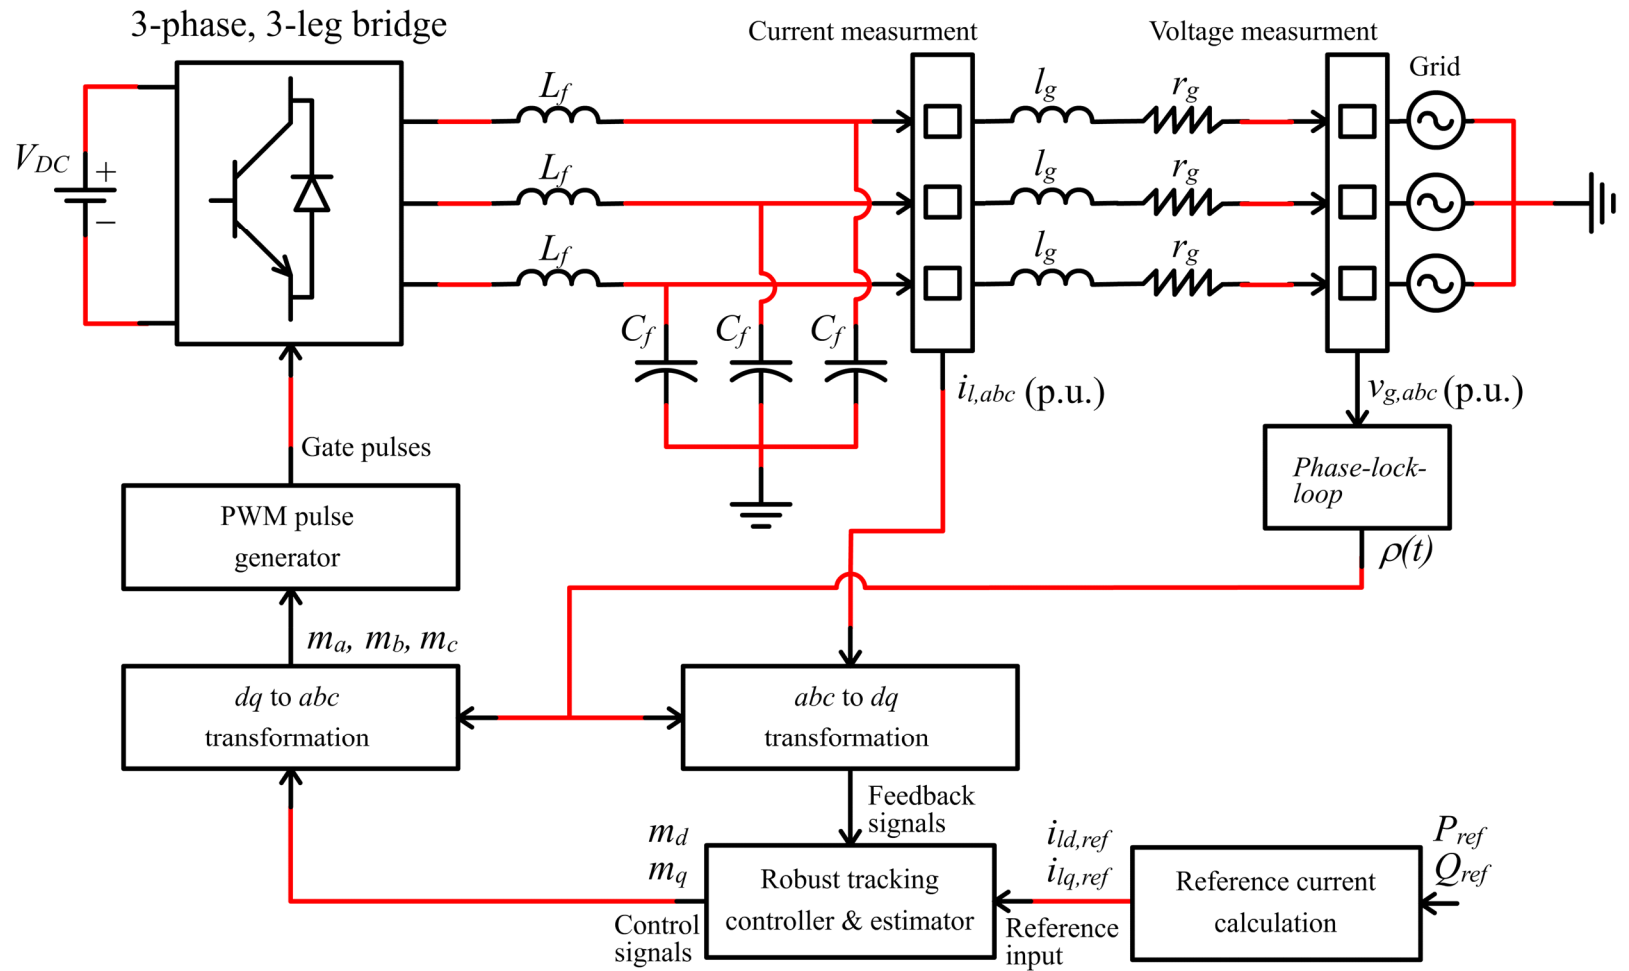 3-phase, 3-leg bridge
Current measurment
Voltage measurment
Grid
L_f
l_g
r_g
V_DC
+
−
L_f
l_g
r_g
L_f
l_g
r_g
C_f
C_f
C_f
i_l,abc (p.u.)
v_g,abc (p.u.)
Gate pulses
Phase-lock-
loop
PWM pulse
generator
ρ(t)
m_a, m_b, m_c
dq to abc
transformation
abc to dq
transformation
Feedback
signals
m_d
m_q
i_ld,ref
i_lq,ref
P_ref
Q_ref
Robust tracking
controller & estimator
Reference current
calculation
Control
signals
Reference
input